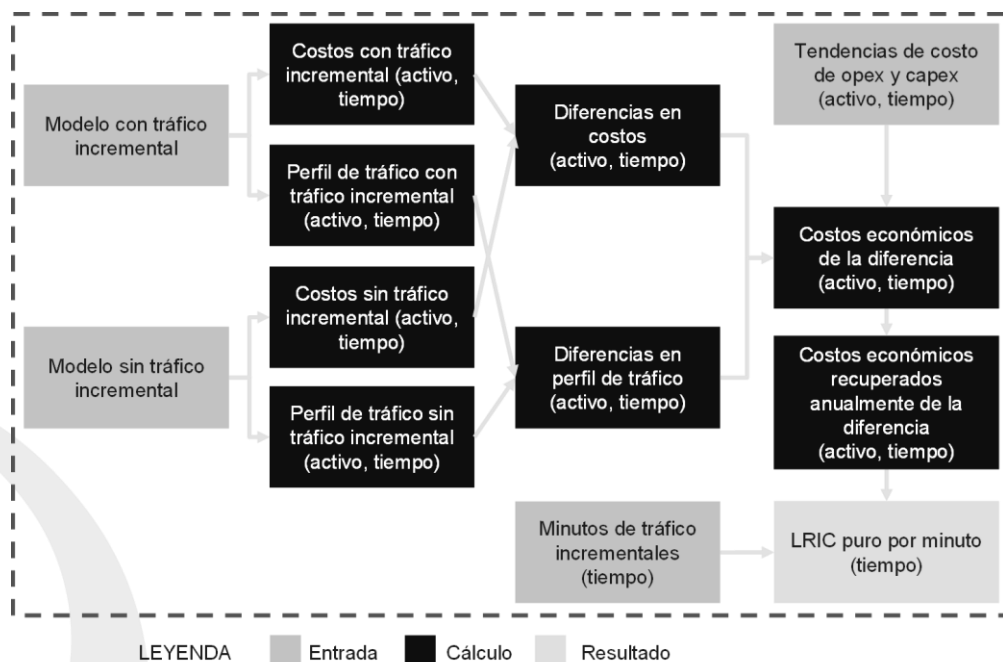 Modelo con tráfico
incremental
Modelo sin tráfico
incremental
Costos con tráfico
incremental (activo,
tiempo)
Perfil de tráfico con
tráfico incremental
(activo, tiempo)
Costos sin tráfico
incremental (activo,
tiempo)
Perfil de tráfico sin
tráfico incremental
(activo, tiempo)
Diferencias en
costos
(activo, tiempo)
Diferencias en
perfil de tráfico
(activo, tiempo)
Minutos de tráfico
incrementales
(tiempo)
Tendencias de costo
de opex y capex
(activo, tiempo)
Costos económicos
de la diferencia
(activo, tiempo)
Costos económicos
recuperados
anualmente de la
diferencia
(activo, tiempo)
LRIC puro por minuto
(tiempo)
LEYENDA Entrada Cálculo Resultado